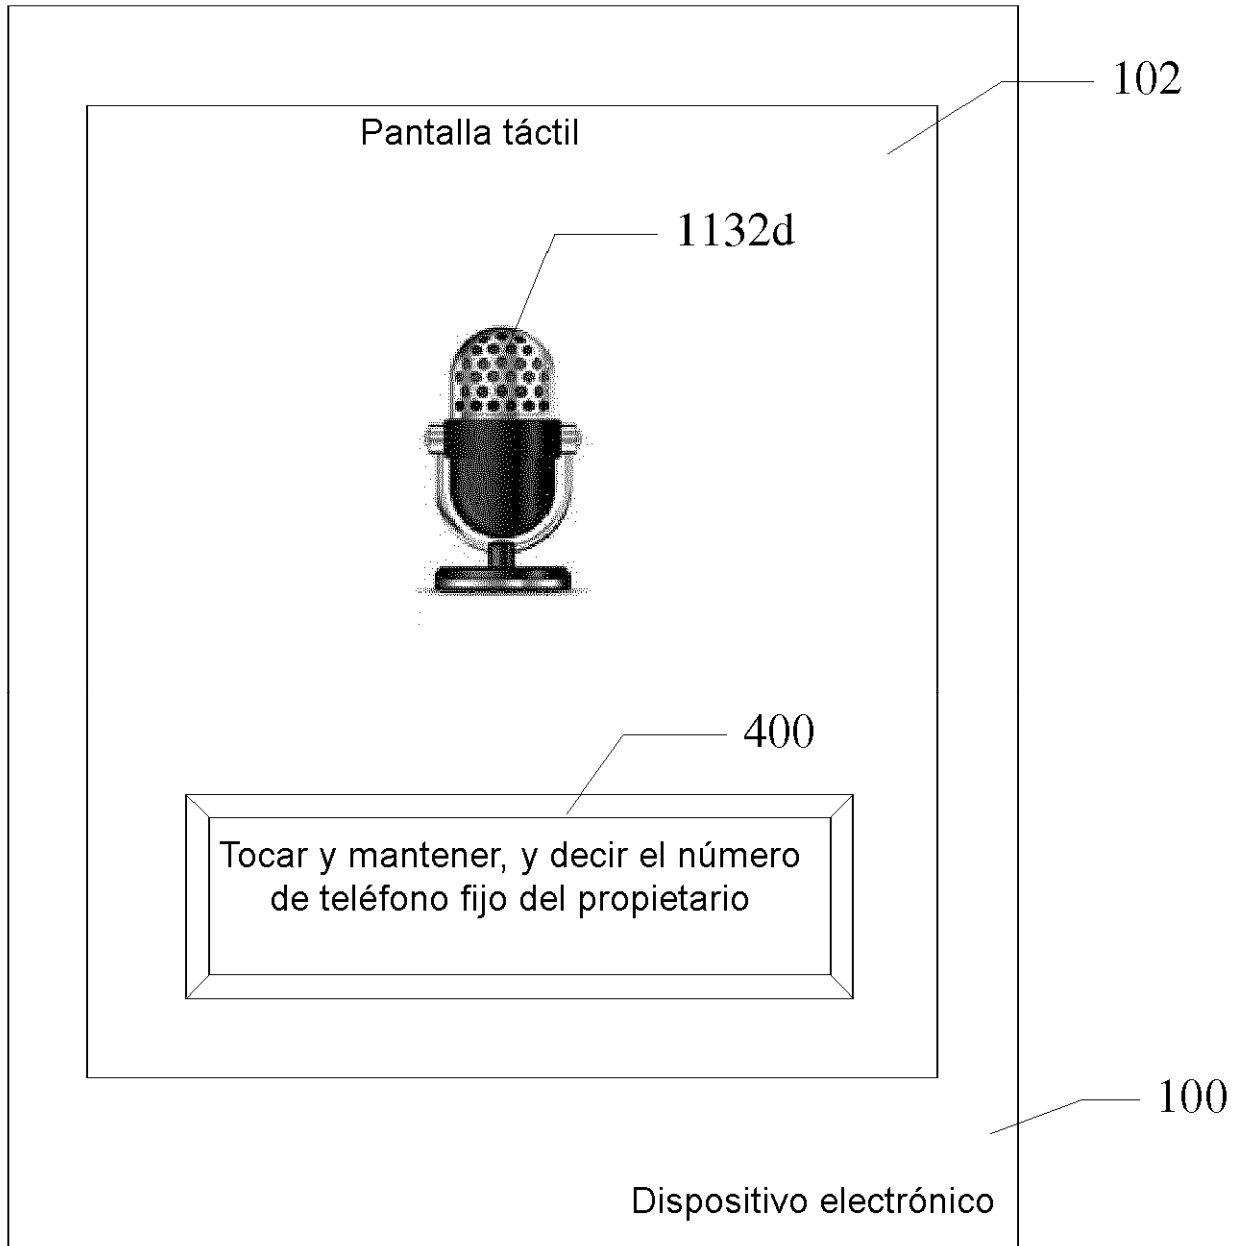 102
Pantalla táctil
1132d
400
Tocar y mantener, y decir el número
de teléfono fijo del propietario
100
Dispositivo electrónico